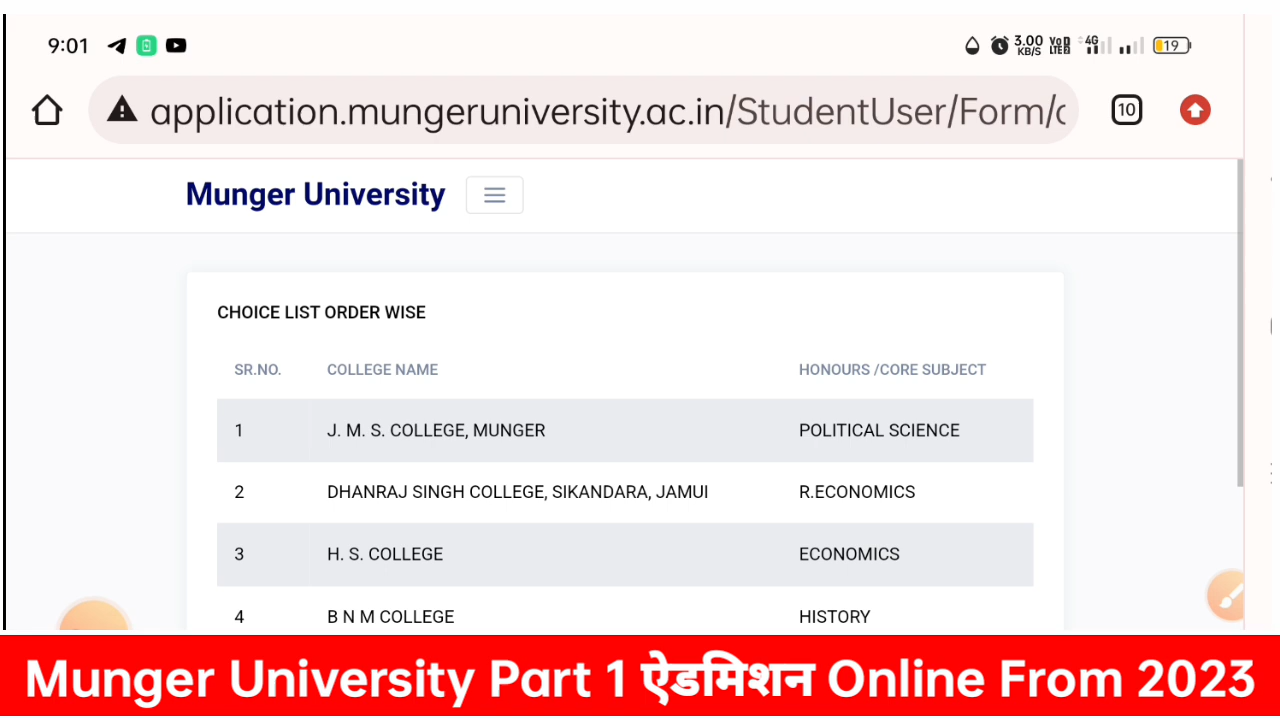 9:01 3.00 KB/S VoD LTE2 4G 19
application.mungeruniversity.ac.in/StudentUser/Form/c 10
Munger University
CHOICE LIST ORDER WISE
SR.NO. COLLEGE NAME HONOURS /CORE SUBJECT
1 J. M. S. COLLEGE, MUNGER POLITICAL SCIENCE
2 DHANRAJ SINGH COLLEGE, SIKANDARA, JAMUI R.ECONOMICS
3 H. S. COLLEGE ECONOMICS
4 B N M COLLEGE HISTORY
Munger University Part 1 ऐडमिशन Online From 2023